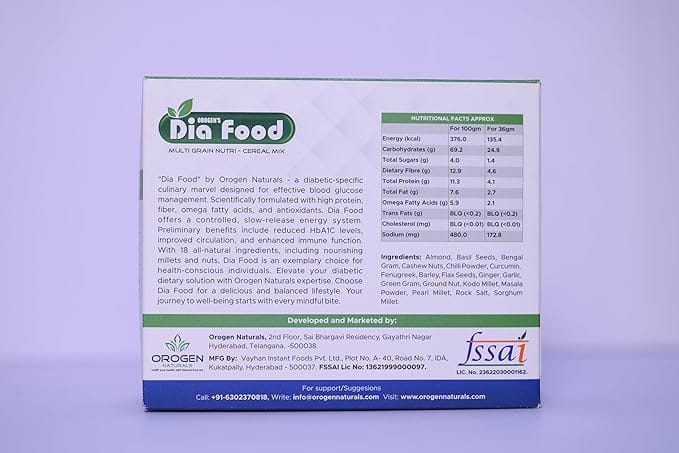 OROGEN'S
Dia Food
MULTI GRAIN NUTRI - CEREAL MIX
"Dia Food" by Orogen Naturals - a diabetic-specific
culinary marvel designed for effective blood glucose
management. Scientifically formulated with high protein,
fiber, omega fatty acids, and antioxidants. Dia Food
offers a controlled, slow-release energy system.
Preliminary benefits include reduced HbA1C levels,
improved circulation, and enhanced immune function.
With 18 all-natural ingredients, including nourishing
millets and nuts, Dia Food is an exemplary choice for
health-conscious individuals. Elevate your diabetic
dietary solution with Orogen Naturals expertise. Choose
Dia Food for a delicious and balanced lifestyle. Your
journey to well-being starts with every mindful bite.
NUTRITIONAL FACTS APPROX
For 100gm For 36gm
Energy (kcal) 376.0 135.4
Carbohydrates (g) 69.2 24.9
Total Sugars (g) 4.0 1.4
Dietary Fibre (g) 12.9 4.6
Total Protein (g) 11.3 4.1
Total Fat (g) 7.6 2.7
Omega Fatty Acids (g) 5.9 2.1
Trans Fats (g) BLQ (<0.2) BLQ (<0.2)
Cholesterol (mg) BLQ (<0.01) BLQ (<0.01)
Sodium (mg) 480.0 172.8
Ingredients: Almond, Basil Seeds, Bengal
Gram, Cashew Nuts, Chilli Powder, Curcumin,
Fenugreek, Barley, Flax Seeds, Ginger, Garlic,
Green Gram, Ground Nut, Kodo Millet, Masala
Powder, Pearl Millet, Rock Salt, Sorghum
Millet.
Developed and Marketed by:
OROGEN
NATURALS
Orogen Naturals, 2nd Floor, Sai Bhargavi Residency, Gayathri Nagar
Hyderabad, Telangana, -500038.
MFG By: Vayhan Instant Foods Pvt. Ltd., Plot No. A- 40, Road No. 7, IDA,
Kukatpally, Hyderabad - 500037. FSSAI Lic No: 13621999000097.
fssai
LIC. No. 23622030001162.
For support/Suggesions
Call: +91-6302370818, Write: info@orogennaturals.com Visit: www.orogennaturals.com